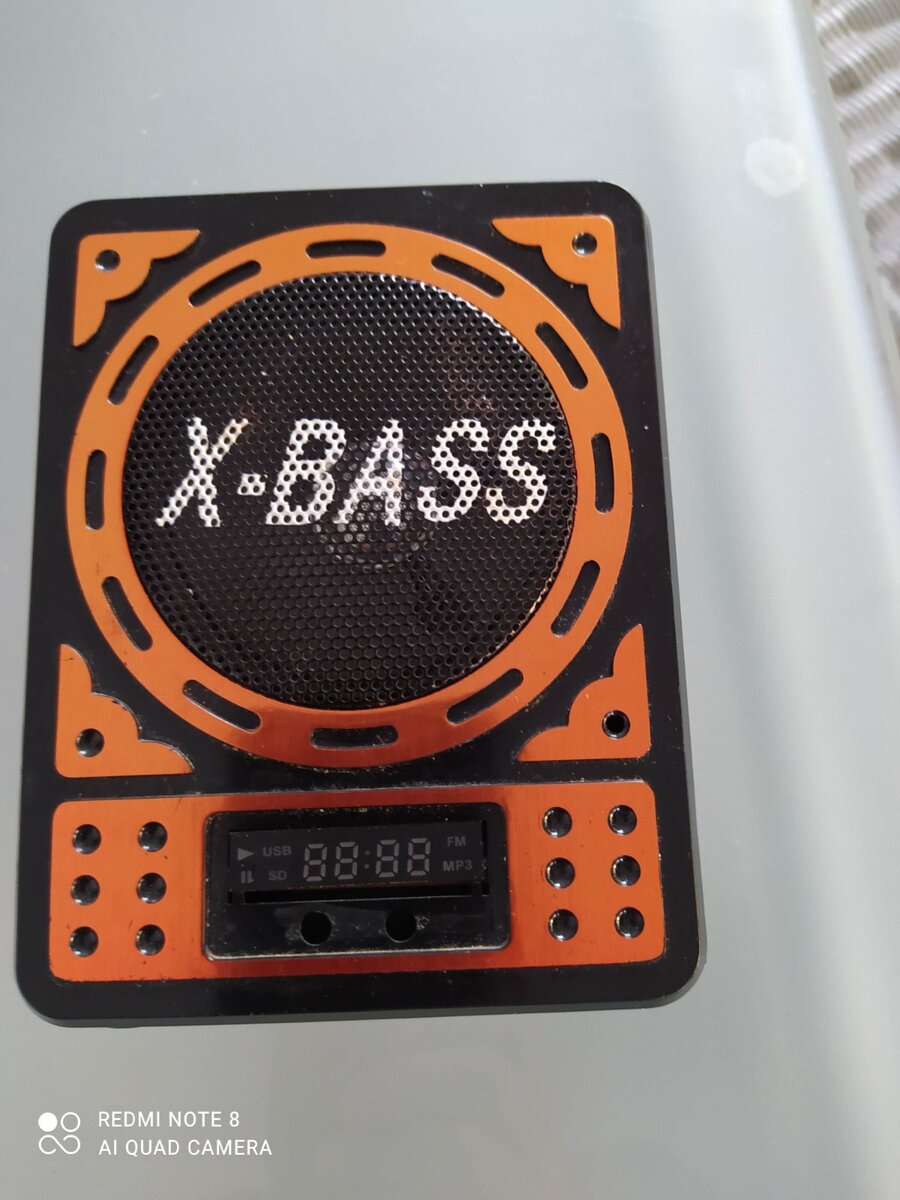 X-BASS
USB 88:88 FM
SD MP3
REDMI NOTE 8
AI QUAD CAMERA